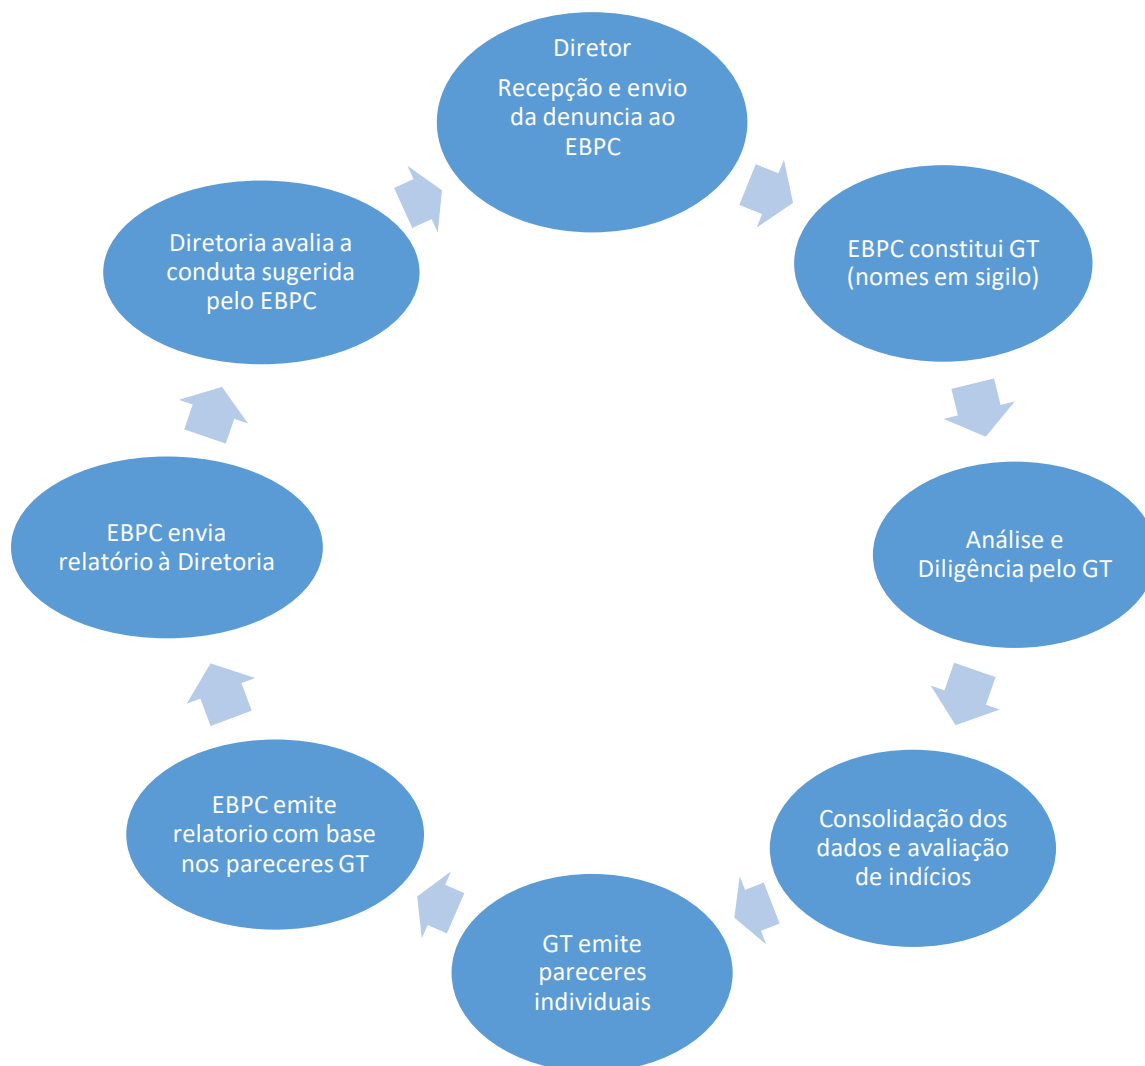 Diretor
Recepção e envio
da denuncia ao
EBPC
EBPC constitui GT
(nomes em sigilo)
Análise e
Diligência pelo GT
Consolidação dos
dados e avaliação
de indícios
GT emite
pareceres
individuais
EBPC emite
relatorio com base
nos pareceres GT
EBPC envia
relatório à Diretoria
Diretoria avalia a
conduta sugerida
pelo EBPC